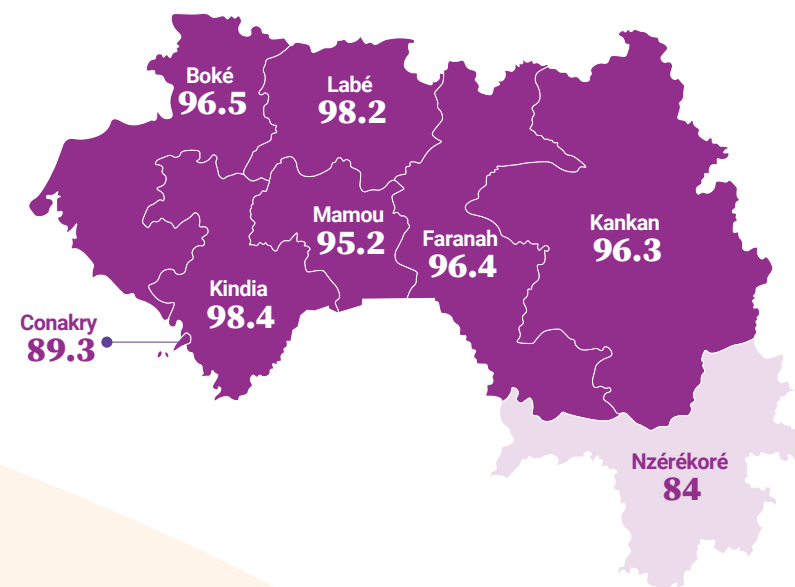 Boké
96.5
Labé
98.2
Mamou
95.2
Faranah
96.4
Kankan
96.3
Kindia
98.4
Conakry
89.3
Nzérékoré
84